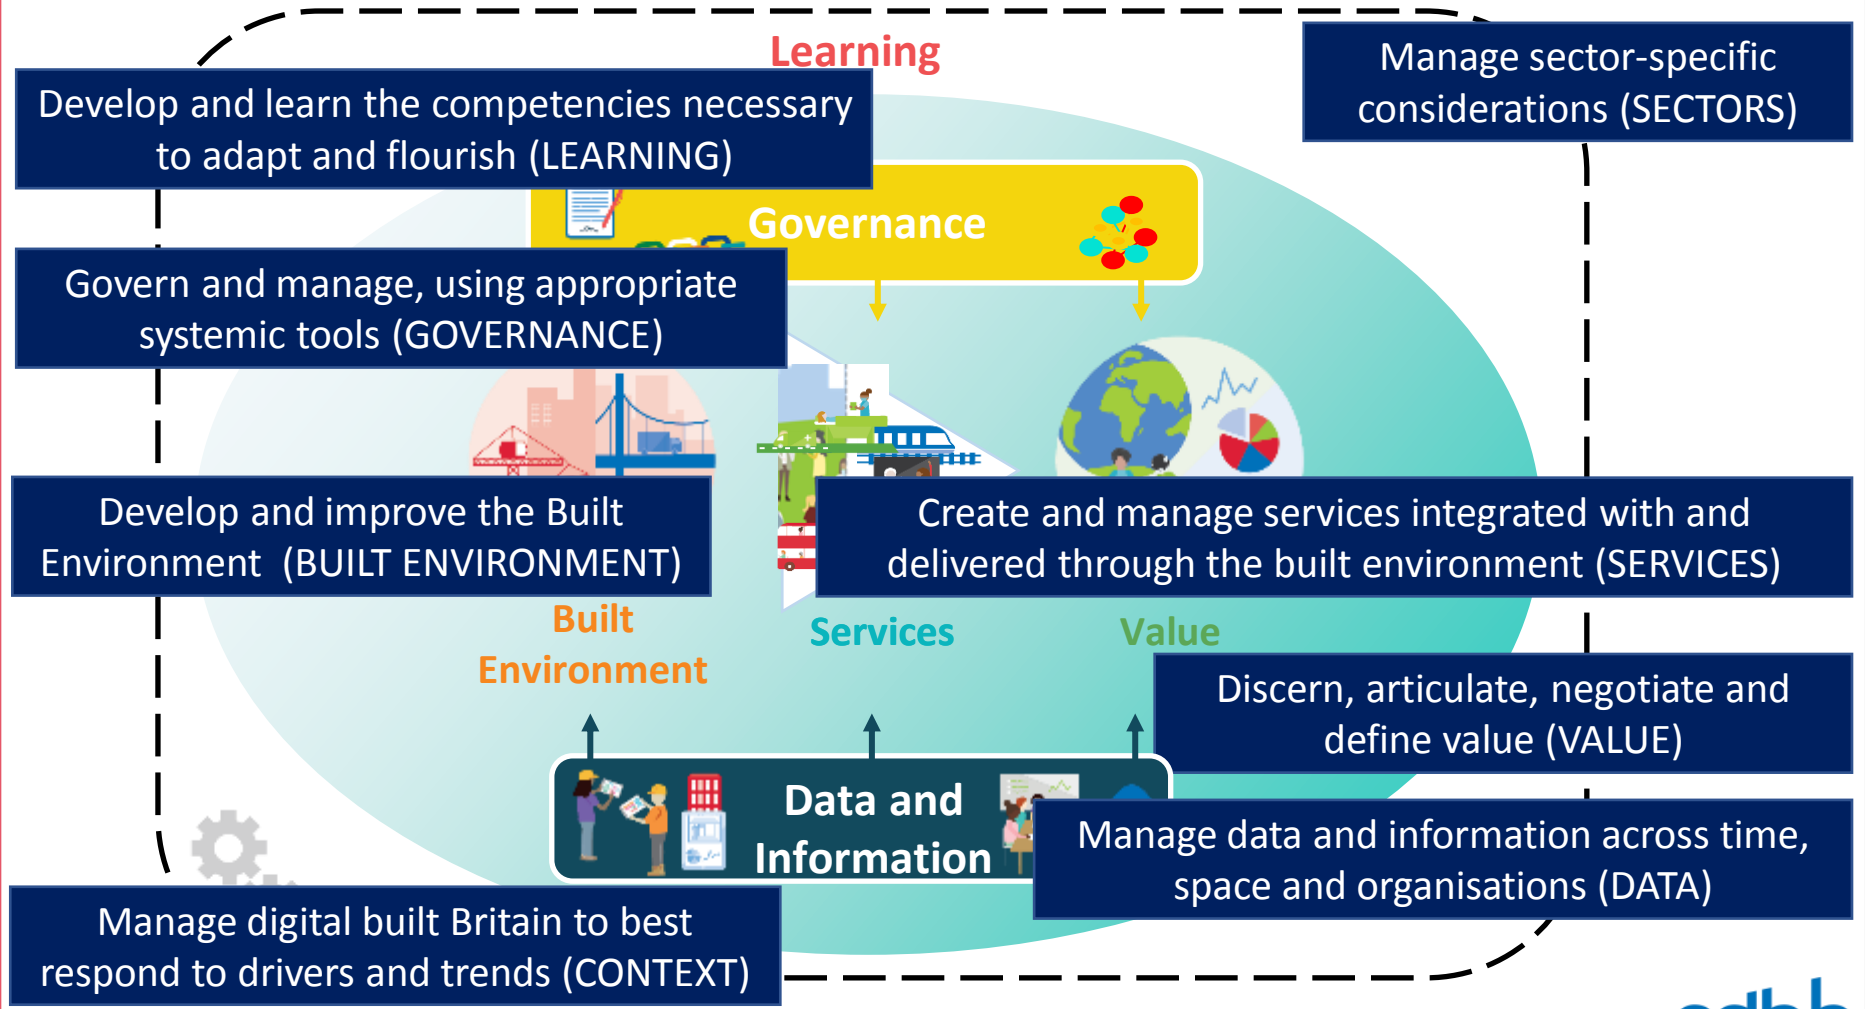 Learning
Manage sector-specific
considerations (SECTORS)
Develop and learn the competencies necessary
to adapt and flourish (LEARNING)
Governance
Govern and manage, using appropriate
systemic tools (GOVERNANCE)
Develop and improve the Built
Environment  (BUILT ENVIRONMENT)
Create and manage services integrated with and
delivered through the built environment (SERVICES)
Built
Environment
Services
Value
Discern, articulate, negotiate and
define value (VALUE)
Data and
Information
Manage data and information across time,
space and organisations (DATA)
Manage digital built Britain to best
respond to drivers and trends (CONTEXT)